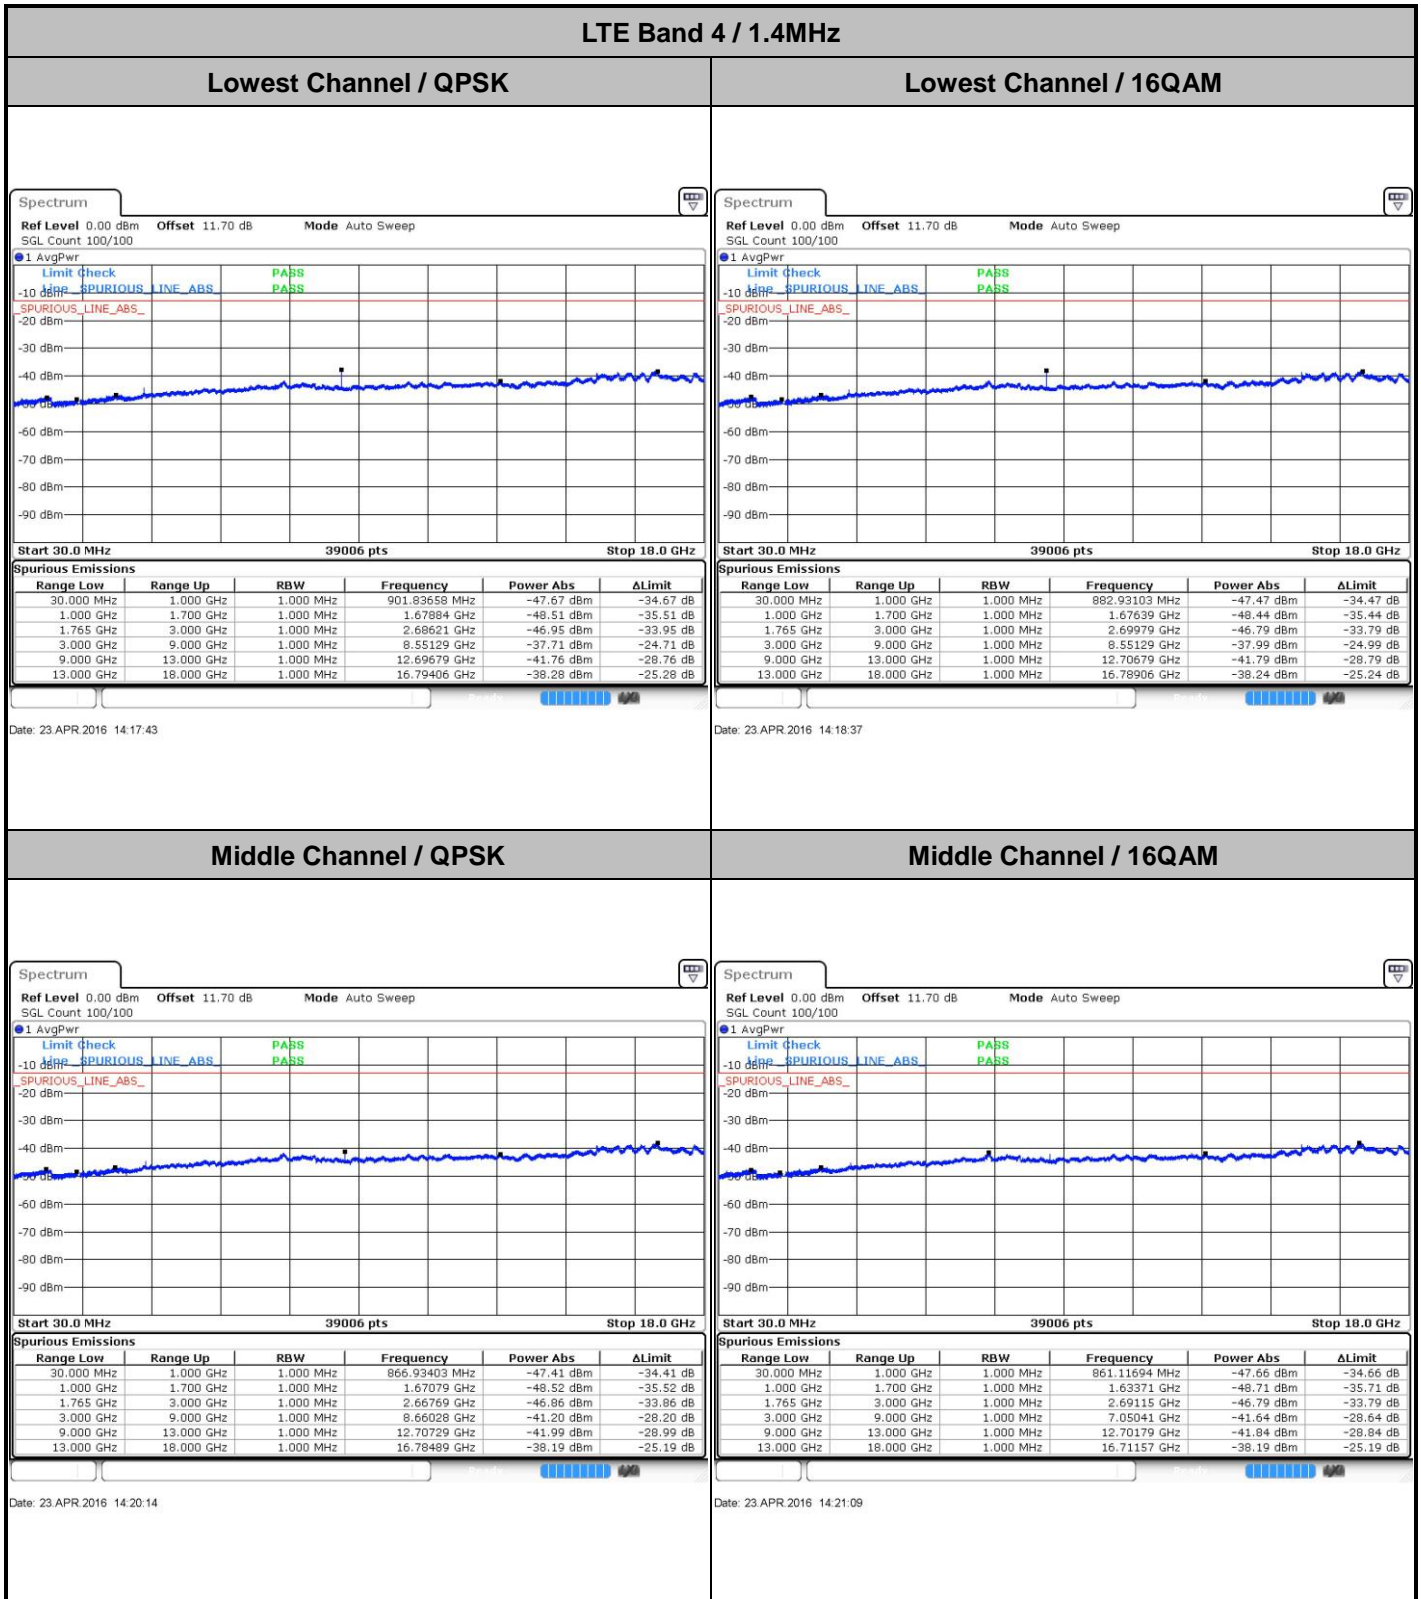 LTE Band 4 / 1.4MHz
Lowest Channel / QPSK
Lowest Channel / 16QAM
Spectrum
Ref Level 0.00 dBm Offset 11.70 dB Mode Auto Sweep
SGL Count 100/100
1 AvgPwr
Limit Check PASS
Line _SPURIOUS_LINE_ABS_ PASS
-10 dBm
_SPURIOUS_LINE_ABS_
-20 dBm
-30 dBm
-40 dBm
-50 dBm
-60 dBm
-70 dBm
-80 dBm
-90 dBm
Start 30.0 MHz 39006 pts Stop 18.0 GHz
Spurious Emissions
Range Low Range Up RBW Frequency Power Abs ΔLimit
30.000 MHz 1.000 GHz 1.000 MHz 901.83658 MHz -47.67 dBm -34.67 dB
1.000 GHz 1.700 GHz 1.000 MHz 1.67884 GHz -48.51 dBm -35.51 dB
1.765 GHz 3.000 GHz 1.000 MHz 2.68621 GHz -46.95 dBm -33.95 dB
3.000 GHz 9.000 GHz 1.000 MHz 8.55129 GHz -37.71 dBm -24.71 dB
9.000 GHz 13.000 GHz 1.000 MHz 12.69679 GHz -41.76 dBm -28.76 dB
13.000 GHz 18.000 GHz 1.000 MHz 16.79406 GHz -38.28 dBm -25.28 dB
Date: 23.APR.2016 14:17:43
Spectrum
Ref Level 0.00 dBm Offset 11.70 dB Mode Auto Sweep
SGL Count 100/100
1 AvgPwr
Limit Check PASS
Line _SPURIOUS_LINE_ABS_ PASS
-10 dBm
_SPURIOUS_LINE_ABS_
-20 dBm
-30 dBm
-40 dBm
-50 dBm
-60 dBm
-70 dBm
-80 dBm
-90 dBm
Start 30.0 MHz 39006 pts Stop 18.0 GHz
Spurious Emissions
Range Low Range Up RBW Frequency Power Abs ΔLimit
30.000 MHz 1.000 GHz 1.000 MHz 882.93103 MHz -47.47 dBm -34.47 dB
1.000 GHz 1.700 GHz 1.000 MHz 1.67639 GHz -48.44 dBm -35.44 dB
1.765 GHz 3.000 GHz 1.000 MHz 2.69979 GHz -46.79 dBm -33.79 dB
3.000 GHz 9.000 GHz 1.000 MHz 8.55129 GHz -37.99 dBm -24.99 dB
9.000 GHz 13.000 GHz 1.000 MHz 12.70679 GHz -41.79 dBm -28.79 dB
13.000 GHz 18.000 GHz 1.000 MHz 16.78906 GHz -38.24 dBm -25.24 dB
Date: 23.APR.2016 14:18:37
Middle Channel / QPSK
Middle Channel / 16QAM
Spectrum
Ref Level 0.00 dBm Offset 11.70 dB Mode Auto Sweep
SGL Count 100/100
1 AvgPwr
Limit Check PASS
Line _SPURIOUS_LINE_ABS_ PASS
-10 dBm
_SPURIOUS_LINE_ABS_
-20 dBm
-30 dBm
-40 dBm
-50 dBm
-60 dBm
-70 dBm
-80 dBm
-90 dBm
Start 30.0 MHz 39006 pts Stop 18.0 GHz
Spurious Emissions
Range Low Range Up RBW Frequency Power Abs ΔLimit
30.000 MHz 1.000 GHz 1.000 MHz 866.93403 MHz -47.41 dBm -34.41 dB
1.000 GHz 1.700 GHz 1.000 MHz 1.67079 GHz -48.52 dBm -35.52 dB
1.765 GHz 3.000 GHz 1.000 MHz 2.66769 GHz -46.86 dBm -33.86 dB
3.000 GHz 9.000 GHz 1.000 MHz 8.66028 GHz -41.20 dBm -28.20 dB
9.000 GHz 13.000 GHz 1.000 MHz 12.70729 GHz -41.99 dBm -28.99 dB
13.000 GHz 18.000 GHz 1.000 MHz 16.78489 GHz -38.19 dBm -25.19 dB
Date: 23.APR.2016 14:20:14
Spectrum
Ref Level 0.00 dBm Offset 11.70 dB Mode Auto Sweep
SGL Count 100/100
1 AvgPwr
Limit Check PASS
Line _SPURIOUS_LINE_ABS_ PASS
-10 dBm
_SPURIOUS_LINE_ABS_
-20 dBm
-30 dBm
-40 dBm
-50 dBm
-60 dBm
-70 dBm
-80 dBm
-90 dBm
Start 30.0 MHz 39006 pts Stop 18.0 GHz
Spurious Emissions
Range Low Range Up RBW Frequency Power Abs ΔLimit
30.000 MHz 1.000 GHz 1.000 MHz 861.11694 MHz -47.66 dBm -34.66 dB
1.000 GHz 1.700 GHz 1.000 MHz 1.63371 GHz -48.71 dBm -35.71 dB
1.765 GHz 3.000 GHz 1.000 MHz 2.69115 GHz -46.79 dBm -33.79 dB
3.000 GHz 9.000 GHz 1.000 MHz 7.05041 GHz -41.64 dBm -28.64 dB
9.000 GHz 13.000 GHz 1.000 MHz 12.70179 GHz -41.84 dBm -28.84 dB
13.000 GHz 18.000 GHz 1.000 MHz 16.71157 GHz -38.19 dBm -25.19 dB
Date: 23.APR.2016 14:21:09